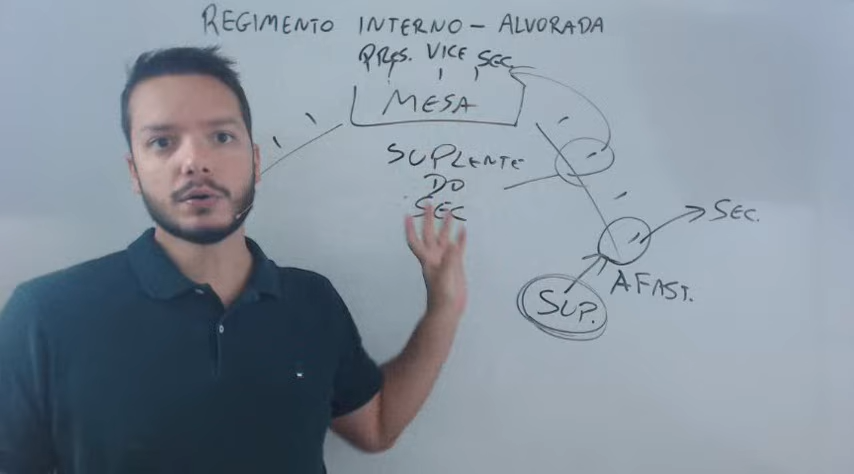 REGIMENTO INTERNO - ALVORADA
PRES. VICE SEC.
MESA
SUPLENTE
DO
SEC
SEC.
AFAST.
SUP.